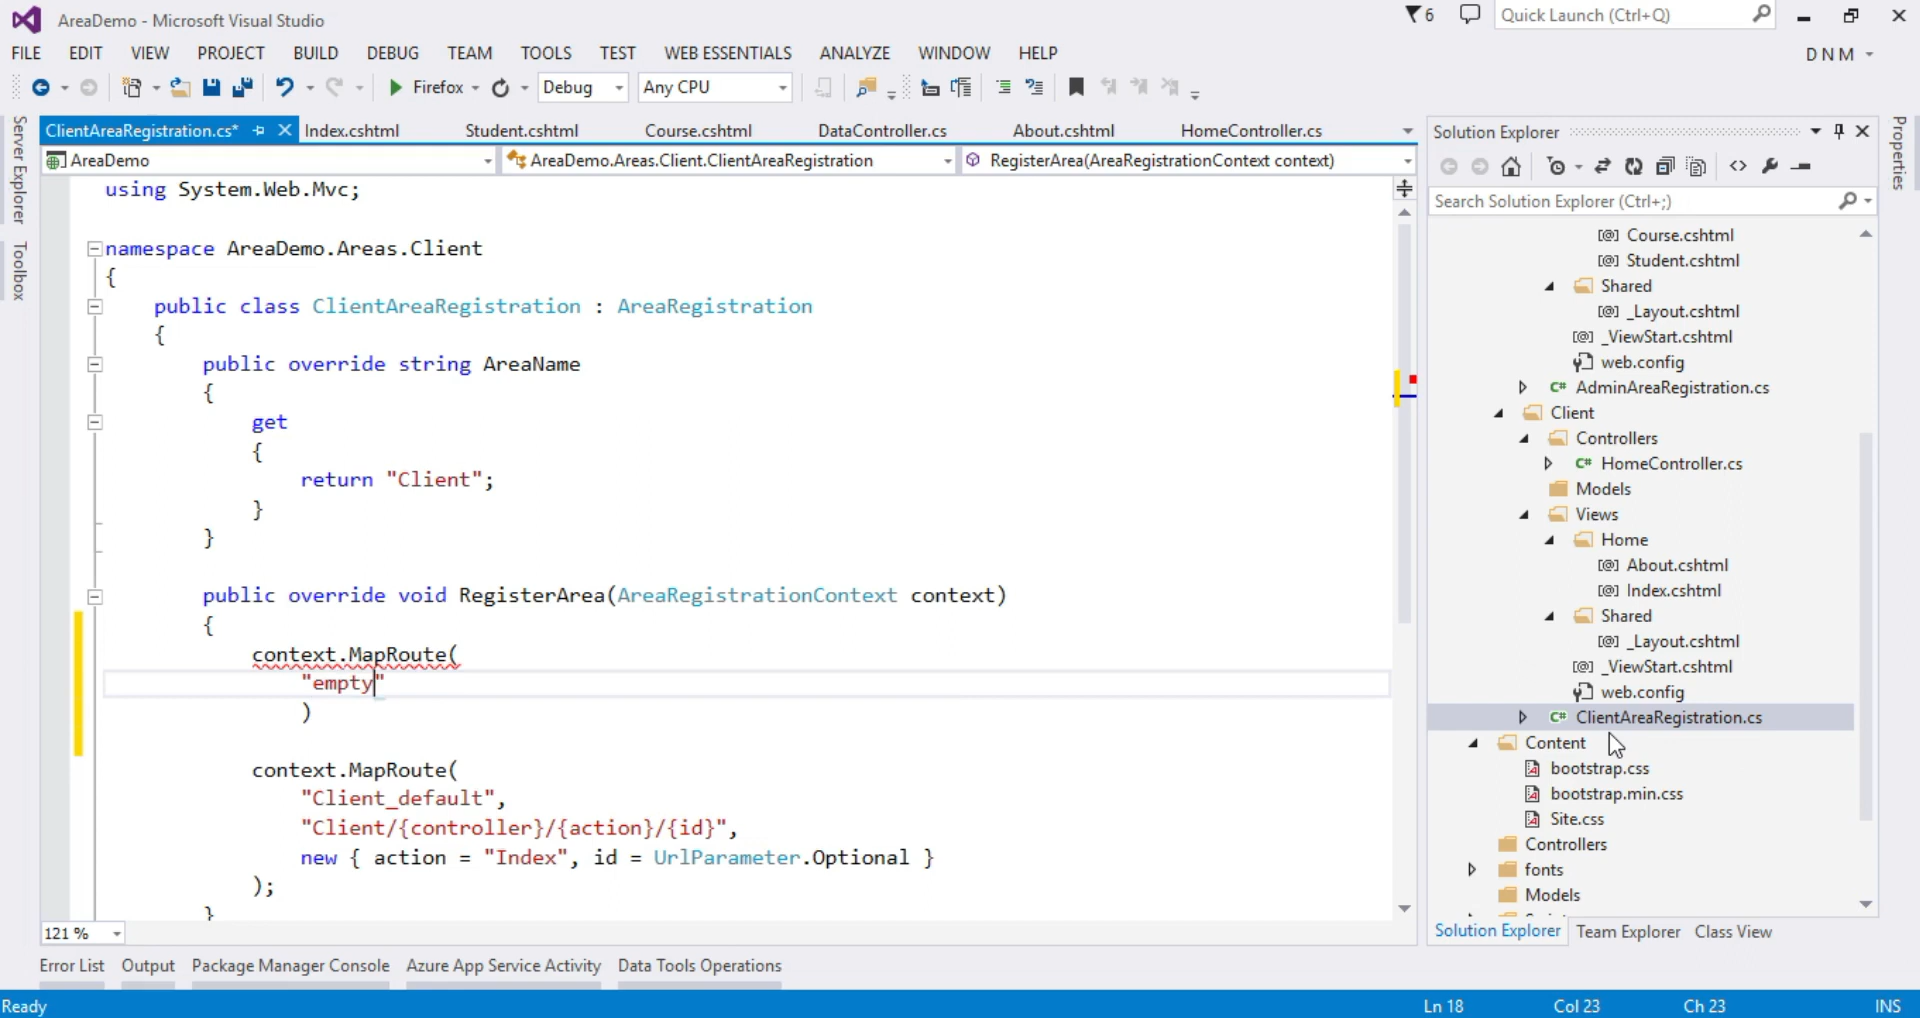 AreaDemo - Microsoft Visual Studio
6
Quick Launch (Ctrl+Q)
FILE EDIT VIEW PROJECT BUILD DEBUG TEAM TOOLS TEST WEB ESSENTIALS ANALYZE WINDOW HELP
D N M
Firefox Debug Any CPU
Server Explorer
Toolbox
ClientAreaRegistration.cs* Index.cshtml Student.cshtml Course.cshtml DataController.cs About.cshtml HomeController.cs
AreaDemo AreaDemo.Areas.Client.ClientAreaRegistration RegisterArea(AreaRegistrationContext context)
using System.Web.Mvc;
namespace AreaDemo.Areas.Client
{
public class ClientAreaRegistration : AreaRegistration
{
public override string AreaName
{
get
{
return "Client";
}
}
public override void RegisterArea(AreaRegistrationContext context)
{
context.MapRoute(
"empty"
)
context.MapRoute(
"Client_default",
"Client/{controller}/{action}/{id}",
new { action = "Index", id = UrlParameter.Optional }
);
}
121 %
Solution Explorer
Search Solution Explorer (Ctrl+;)
Course.cshtml
Student.cshtml
Shared
_Layout.cshtml
_ViewStart.cshtml
web.config
C# AdminAreaRegistration.cs
Client
Controllers
C# HomeController.cs
Models
Views
Home
About.cshtml
Index.cshtml
Shared
_Layout.cshtml
_ViewStart.cshtml
web.config
C# ClientAreaRegistration.cs
Content
bootstrap.css
bootstrap.min.css
Site.css
Controllers
fonts
Models
Solution Explorer Team Explorer Class View
Properties
Error List Output Package Manager Console Azure App Service Activity Data Tools Operations
Ready Ln 18 Col 23 Ch 23 INS